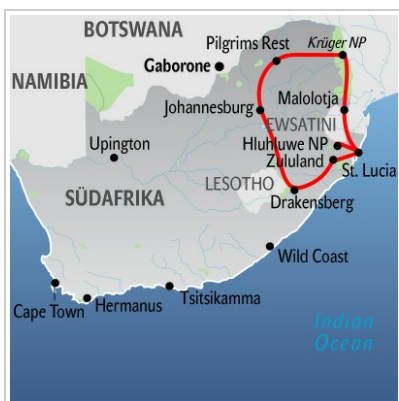 BOTSWANA
Pilgrims Rest
Krüger NP
Gaborone
NAMIBIA
Johannesburg
Malolotja
EWSATINI
Upington
Hluhluwe NP
Zululand
St. Lucia
LESOTHO
SÜDAFRIKA
Drakensberg
Wild Coast
Tsitsikamma
Cape Town
Hermanus
Indian
Ocean